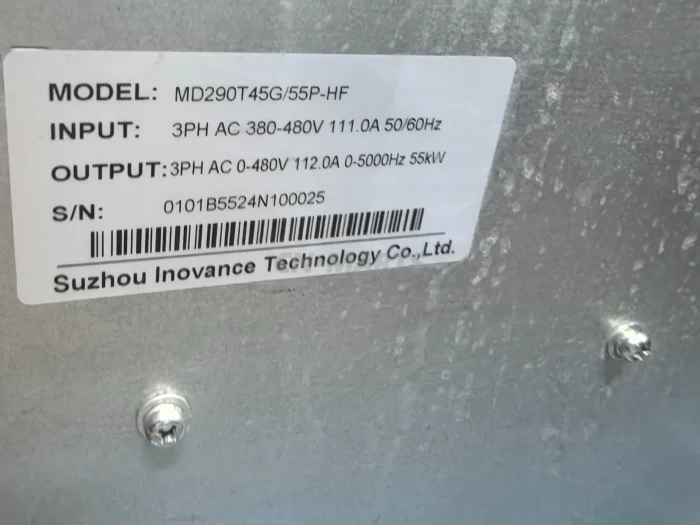 MODEL: MD290T45G/55P-HF
INPUT: 3PH AC 380-480V 111.0A 50/60Hz
OUTPUT: 3PH AC 0-480V 112.0A 0-5000Hz 55kW
S/N: 0101B5524N100025
Suzhou Inovance Technology Co.,Ltd.